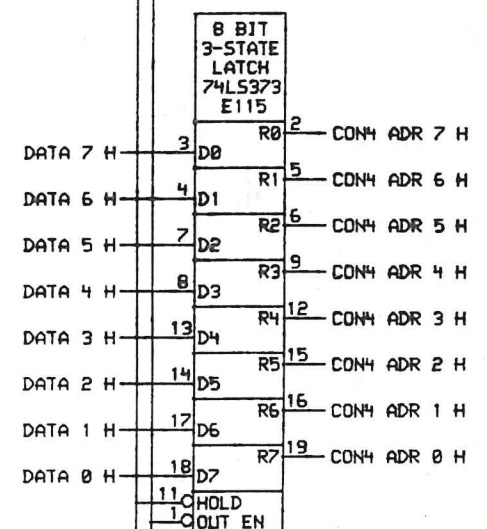 8 BIT
3-STATE
LATCH
74LS373
E115
R0 2 CON4 ADR 7 H
DATA 7 H 3 D0
R1 5 CON4 ADR 6 H
DATA 6 H 4 D1
R2 6 CON4 ADR 5 H
DATA 5 H 7 D2
R3 9 CON4 ADR 4 H
DATA 4 H 8 D3
R4 12 CON4 ADR 3 H
DATA 3 H 13 D4
R5 15 CON4 ADR 2 H
DATA 2 H 14 D5
R6 16 CON4 ADR 1 H
DATA 1 H 17 D6
R7 19 CON4 ADR 0 H
DATA 0 H 18 D7
11 HOLD
1 OUT EN